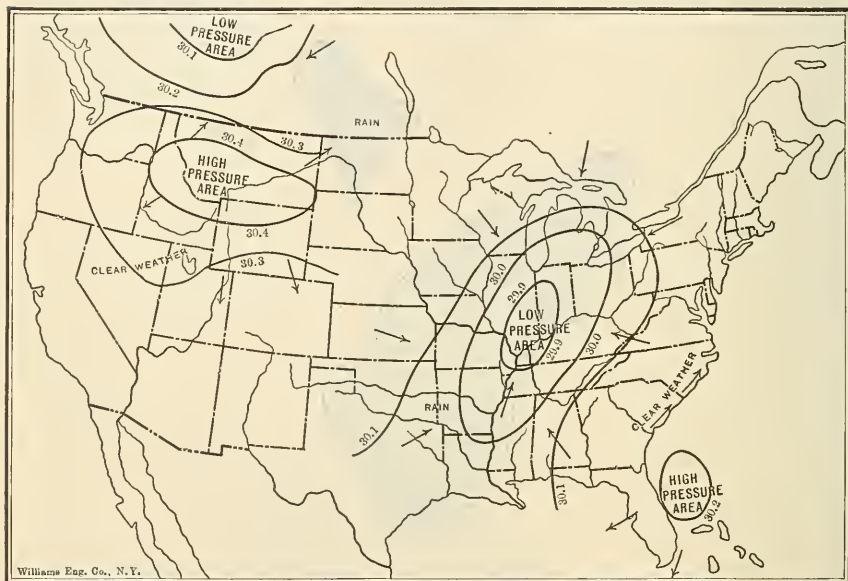 LOW
PRESSURE
AREA
30.1
30.2
RAIN
30.4
30.3
HIGH
PRESSURE
AREA
30.4
CLEAR WEATHER
30.3
30.0
29.9
LOW
PRESSURE
AREA
29.9
30.0
CLEAR WEATHER
RAIN
30.1
30.1
HIGH
PRESSURE
AREA
30.2
Williams Eng. Co., N.Y.